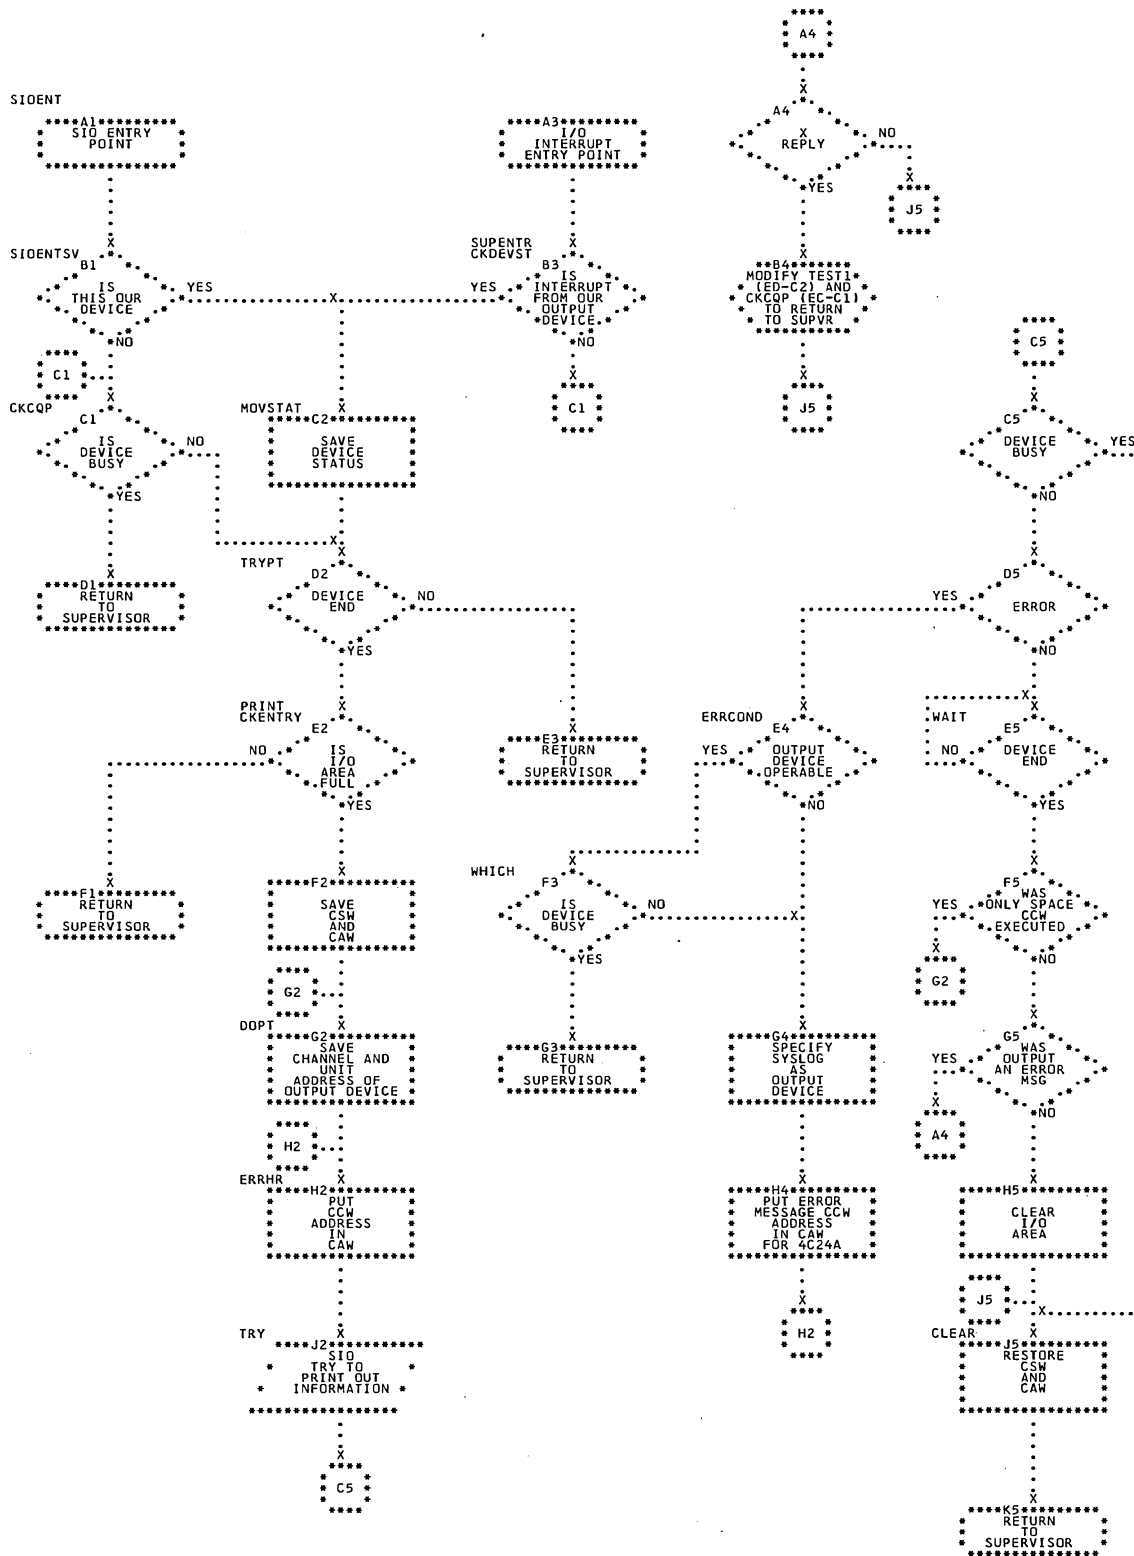 A4
SIOENT
A1
SIO ENTRY
POINT
A3
I/O
INTERRUPT
ENTRY POINT
A4
X
REPLY
NO
YES
J5
SIOENTSV
B1
IS
THIS OUR
DEVICE
YES
NO
SUPENTR
CKDEVST
B3
IS
INTERRUPT
FROM OUR
OUTPUT
DEVICE
YES
NO
B4
MODIFY TEST1
(ED-C2) AND
CKCQP (EC-C1)
TO RETURN
TO SUPVR
C5
C1
C1
J5
CKCQP
C1
IS
DEVICE
BUSY
NO
YES
MOVSTAT
C2
SAVE
DEVICE
STATUS
C5
DEVICE
BUSY
YES
NO
D1
RETURN
TO
SUPERVISOR
TRYPT
D2
DEVICE
END
NO
YES
D5
ERROR
YES
NO
PRINT
CKENTRY
E2
IS
I/O
AREA
FULL
NO
YES
E3
RETURN
TO
SUPERVISOR
ERRCOND
E4
OUTPUT
DEVICE
OPERABLE
YES
NO
WAIT
E5
DEVICE
END
NO
YES
F1
RETURN
TO
SUPERVISOR
F2
SAVE
CSW
AND
CAW
WHICH
F3
IS
DEVICE
BUSY
NO
YES
F5
WAS
ONLY SPACE
CCW
EXECUTED
YES
NO
G2
G2
DOPT
G2
SAVE
CHANNEL AND
UNIT
ADDRESS OF
OUTPUT DEVICE
G3
RETURN
TO
SUPERVISOR
G4
SPECIFY
SYSLOG
AS
OUTPUT
DEVICE
G5
WAS
OUTPUT
AN ERROR
MSG
YES
NO
A4
H2
ERRHR
H2
PUT
CCW
ADDRESS
IN
CAW
H4
PUT ERROR
MESSAGE CCW
ADDRESS
IN CAW
FOR 4C24A
H5
CLEAR
I/O
AREA
J5
H2
TRY
J2
SIO
TRY TO
PRINT OUT
INFORMATION
CLEAR
J5
RESTORE
CSW
AND
CAW
C5
K5
RETURN
TO
SUPERVISOR